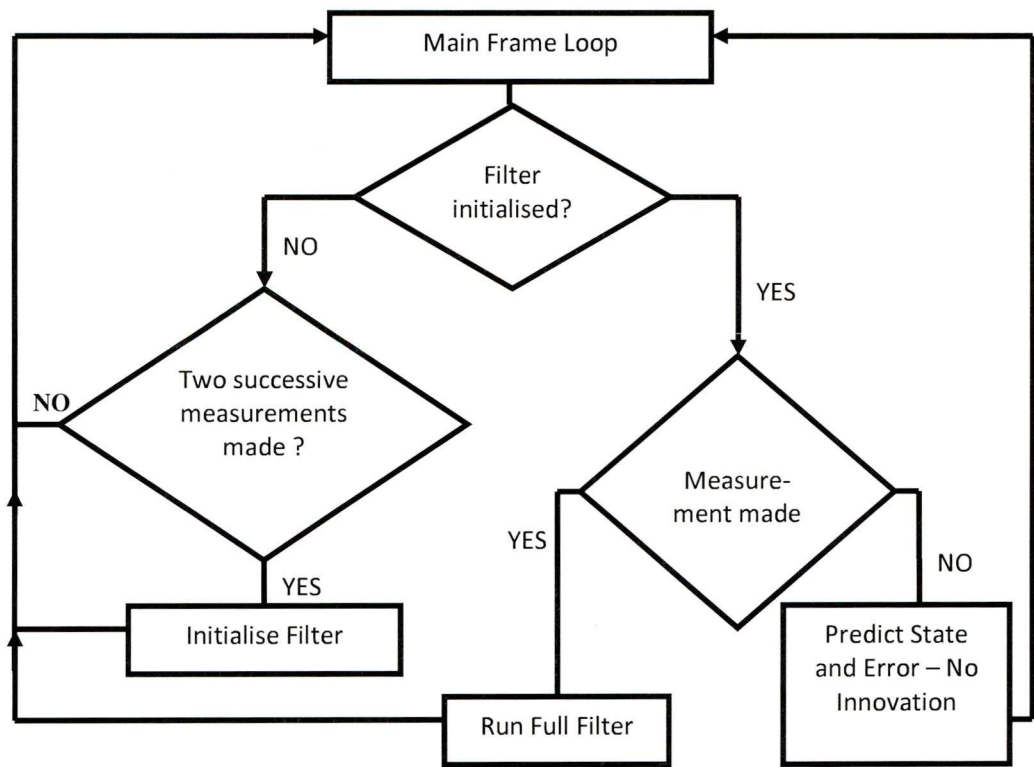 Main Frame Loop
Filter
initialised?
NO
YES
Two successive
measurements
made ?
NO
YES
Initialise Filter
Measure-
ment made
YES
NO
Run Full Filter
Predict State
and Error – No
Innovation